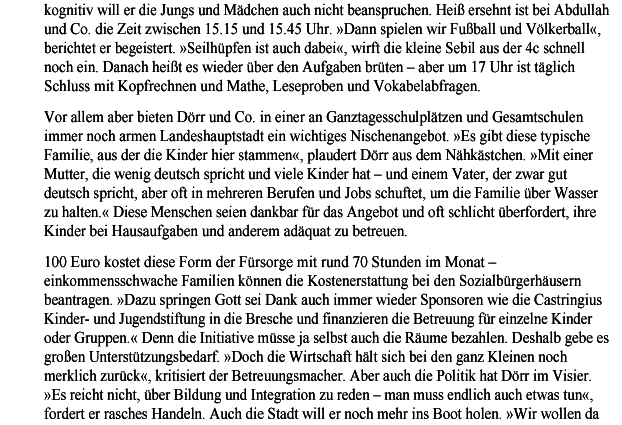 kognitiv will er die Jungs und Mädchen auch nicht beanspruchen. Heiß ersehnt ist bei Abdullah
und Co. die Zeit zwischen 15.15 und 15.45 Uhr. »Dann spielen wir Fußball und Völkerball«,
berichtet er begeistert. »Seilhüpfen ist auch dabei«, wirft die kleine Sebil aus der 4c schnell
noch ein. Danach heißt es wieder über den Aufgaben brüten – aber um 17 Uhr ist täglich
Schluss mit Kopfrechnen und Mathe, Leseproben und Vokabelabfragen.
Vor allem aber bieten Dörr und Co. in einer an Ganztagesschulplätzen und Gesamtschulen
immer noch armen Landeshauptstadt ein wichtiges Nischenangebot. »Es gibt diese typische
Familie, aus der die Kinder hier stammen«, plaudert Dörr aus dem Nähkästchen. »Mit einer
Mutter, die wenig deutsch spricht und viele Kinder hat – und einem Vater, der zwar gut
deutsch spricht, aber oft in mehreren Berufen und Jobs schuftet, um die Familie über Wasser
zu halten.« Diese Menschen seien dankbar für das Angebot und oft schlicht überfordert, ihre
Kinder bei Hausaufgaben und anderem adäquat zu betreuen.
100 Euro kostet diese Form der Fürsorge mit rund 70 Stunden im Monat –
einkommensschwache Familien können die Kostenerstattung bei den Sozialbürgerhäusern
beantragen. »Dazu springen Gott sei Dank auch immer wieder Sponsoren wie die Castringius
Kinder- und Jugendstiftung in die Bresche und finanzieren die Betreuung für einzelne Kinder
oder Gruppen.« Denn die Initiative müsse ja selbst auch die Räume bezahlen. Deshalb gebe es
großen Unterstützungsbedarf. »Doch die Wirtschaft hält sich bei den ganz Kleinen noch
merklich zurück«, kritisiert der Betreuungsmacher. Aber auch die Politik hat Dörr im Visier.
»Es reicht nicht, über Bildung und Integration zu reden – man muss endlich auch etwas tun«,
fordert er rasches Handeln. Auch die Stadt will er noch mehr ins Boot holen. »Wir wollen da